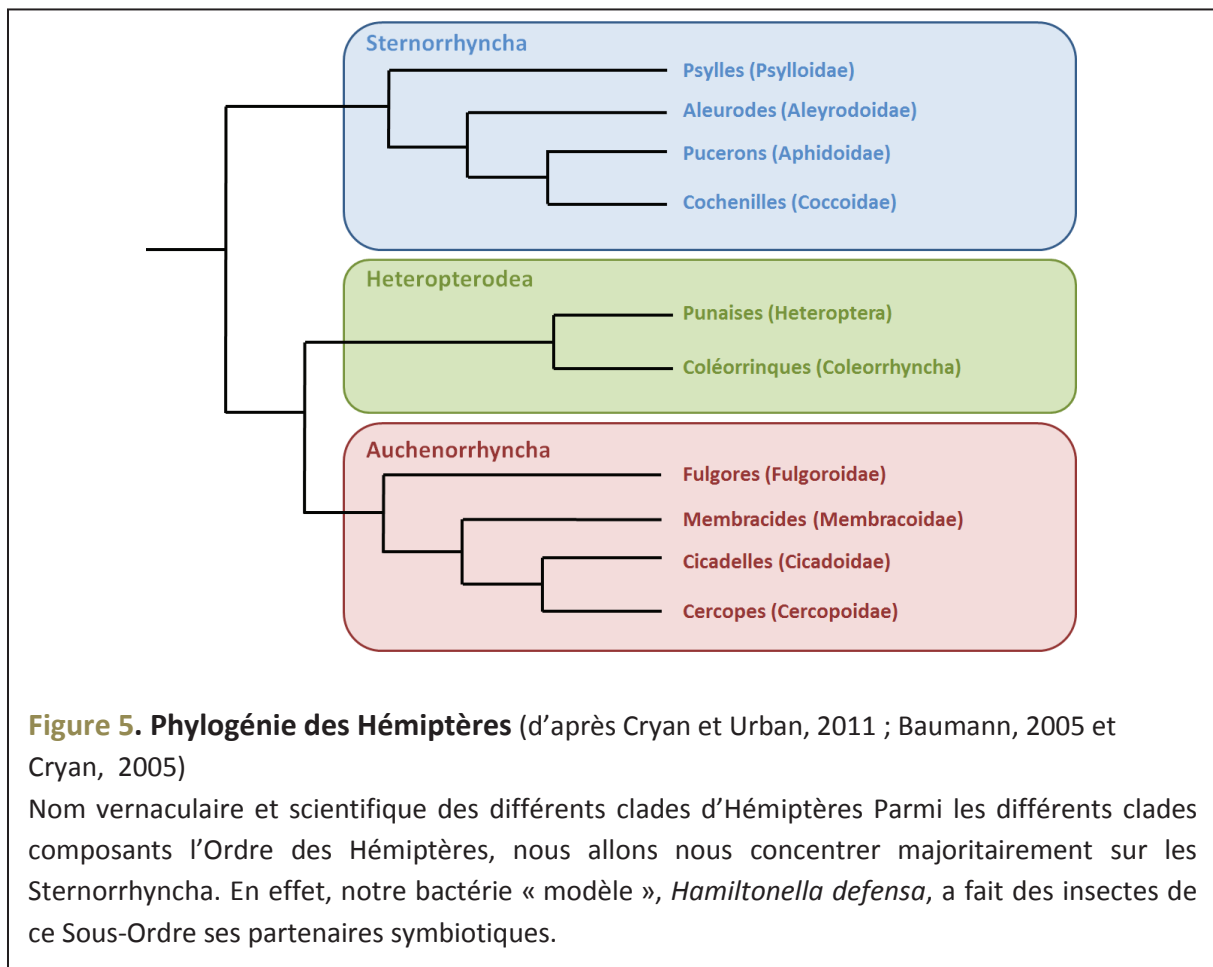 Sternorrhyncha
Psylles (Psylloidae)
Aleurodes (Aleyrodoidae)
Pucerons (Aphidoidae)
Cochenilles (Coccoidae)
Heteropterodea
Punaises (Heteroptera)
Coléorrinques (Coleorrhyncha)
Auchenorrhyncha
Fulgores (Fulgoroidae)
Membracides (Membracoidae)
Cicadelles (Cicadoidae)
Cercopes (Cercopoidae)
Figure 5. Phylogénie des Hémiptères (d’après Cryan et Urban, 2011 ; Baumann, 2005 et
Cryan, 2005)
Nom vernaculaire et scientifique des différents clades d’Hémiptères Parmi les différents clades
composants l’Ordre des Hémiptères, nous allons nous concentrer majoritairement sur les
Sternorrhyncha. En effet, notre bactérie « modèle », Hamiltonella defensa, a fait des insectes de
ce Sous-Ordre ses partenaires symbiotiques.